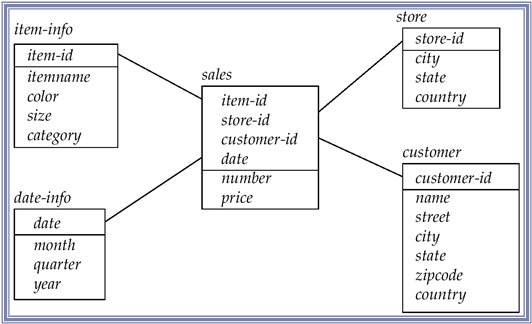 item-info
item-id
itemname
color
size
category
date-info
date
month
quarter
year
sales
item-id
store-id
customer-id
date
number
price
store
store-id
city
state
country
customer
customer-id
name
street
city
state
zipcode
country